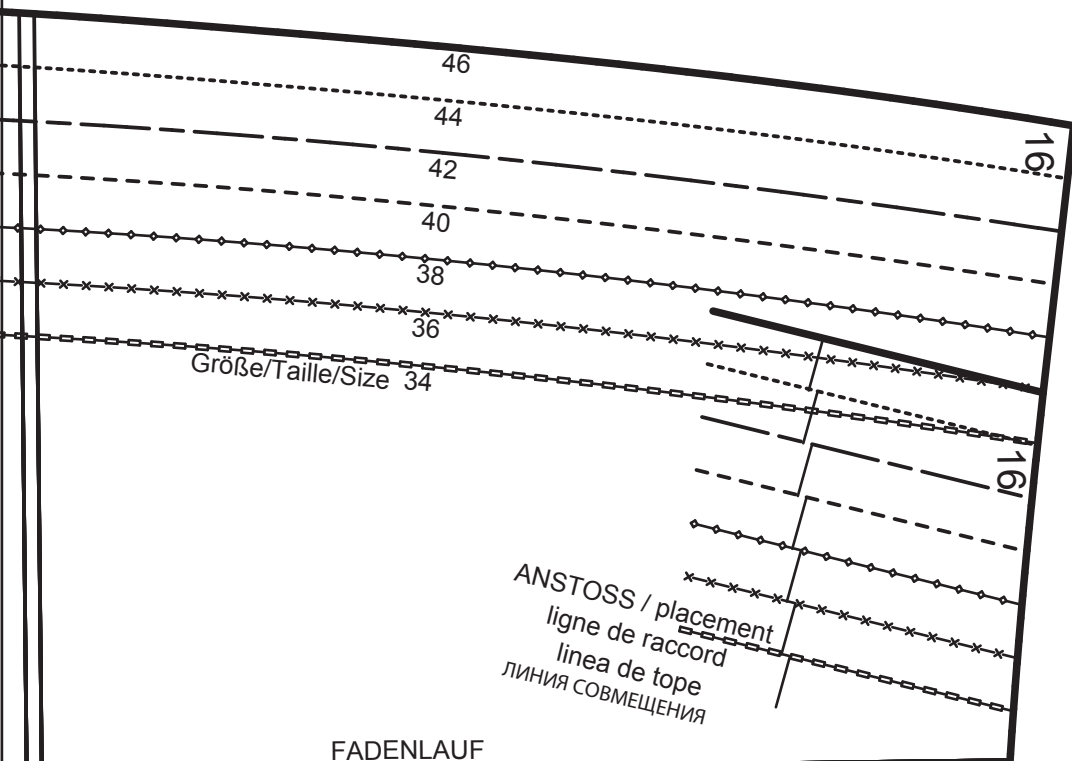 46
16
44
42
40
38
36
Größe/Taille/Size 34
16
ANSTOSS / placement
ligne de raccord
linea de tope
ЛИНИЯ СОВМЕЩЕНИЯ
FADENLAUF